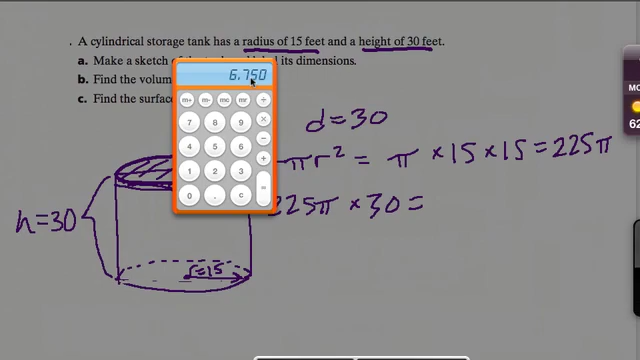 . A cylindrical storage tank has a radius of 15 feet and a height of 30 feet.
a. Make a sketch its dimensions.
b. Find the volum
c. Find the surfac
6,750
m+ m- mc mr ÷
7 8 9 ×
4 5 6 −
1 2 3 +
0 . c =
d=30
πr² = π ×15 ×15 = 225π
225π ×30 =
h=30
r=15
MO
62